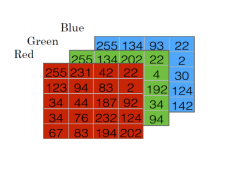 Blue
Green
Red
255 134 93 22
255 134 202 22 2
255 231 42 22 4 30
123 94 83 2 192 124
34 44 187 92 34 142
34 76 232 124 94
67 83 194 202